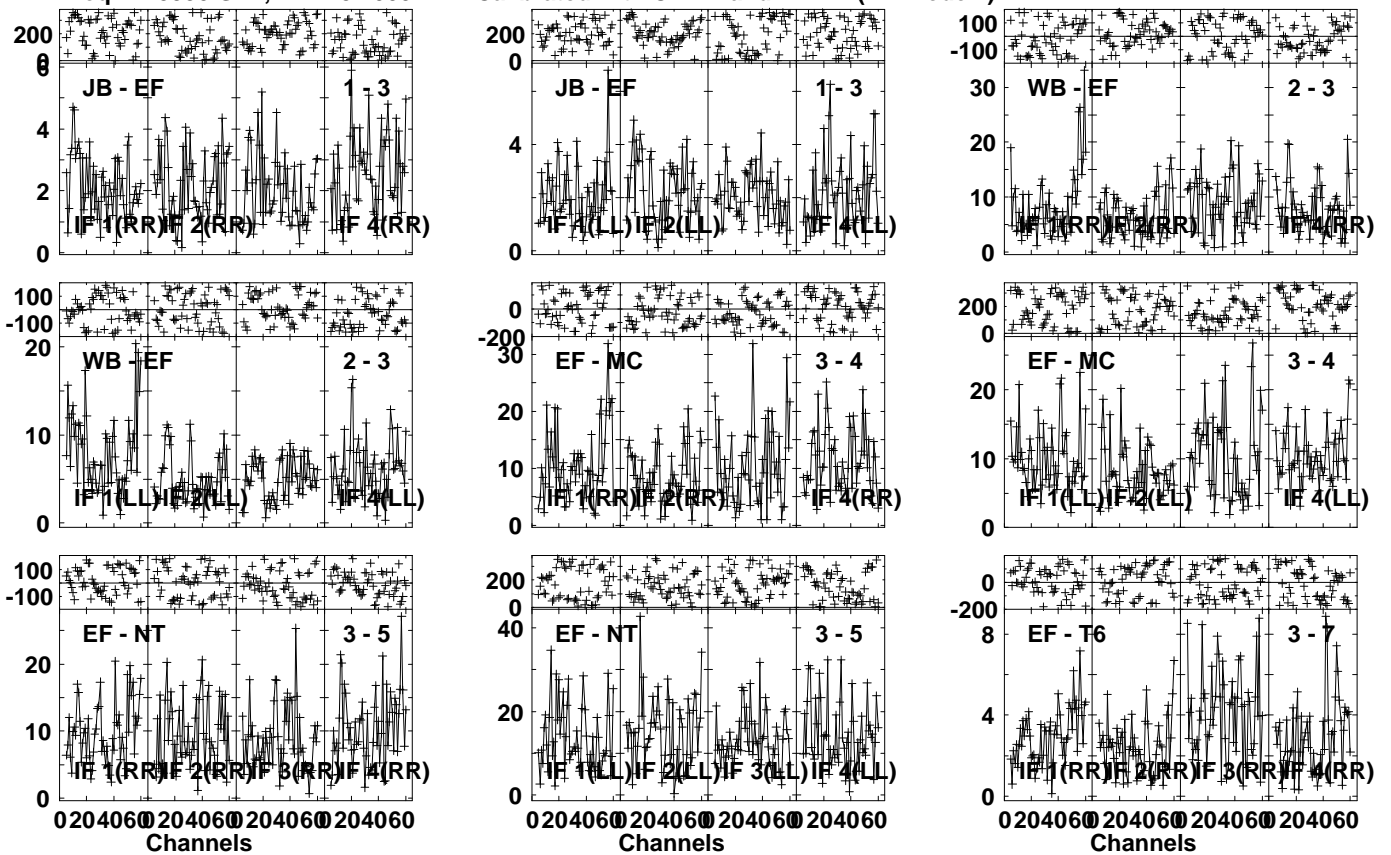 200
0
100
-100
6
JB - EF 1 - 3
JB - EF 1 - 3
30 WB - EF 2 - 3
4
2
0
4
0
20
10
0
IF 1(RR) IF 2(RR) IF 4(RR)
IF 1(LL) IF 2(LL) IF 4(LL)
IF 1(RR) IF 2(RR) IF 4(RR)
100
-100
0
-200
200
0
20 WB - EF 2 - 3
30 EF - MC 3 - 4
EF - MC 3 - 4
10
0
20
10
0
20
10
0
IF 1(LL) IF 2(LL) IF 4(LL)
IF 1(RR) IF 2(RR) IF 4(RR)
IF 1(LL) IF 2(LL) IF 4(LL)
100
-100
200
0
0
-200
EF - NT 3 - 5
40 EF - NT 3 - 5
8 EF - T6 3 - 7
20
10
0
20
0
4
0
IF 1(RR) IF 2(RR) IF 3(RR) IF 4(RR)
IF 1(LL) IF 2(LL) IF 3(LL) IF 4(LL)
IF 1(RR) IF 2(RR) IF 3(RR) IF 4(RR)
0 20 40 60 0 20 40 60 0 20 40 60 0 20 40 60
0 20 40 60 0 20 40 60 0 20 40 60 0 20 40 60
0 20 40 60 0 20 40 60 0 20 40 60 0 20 40 60
Channels Channels Channels